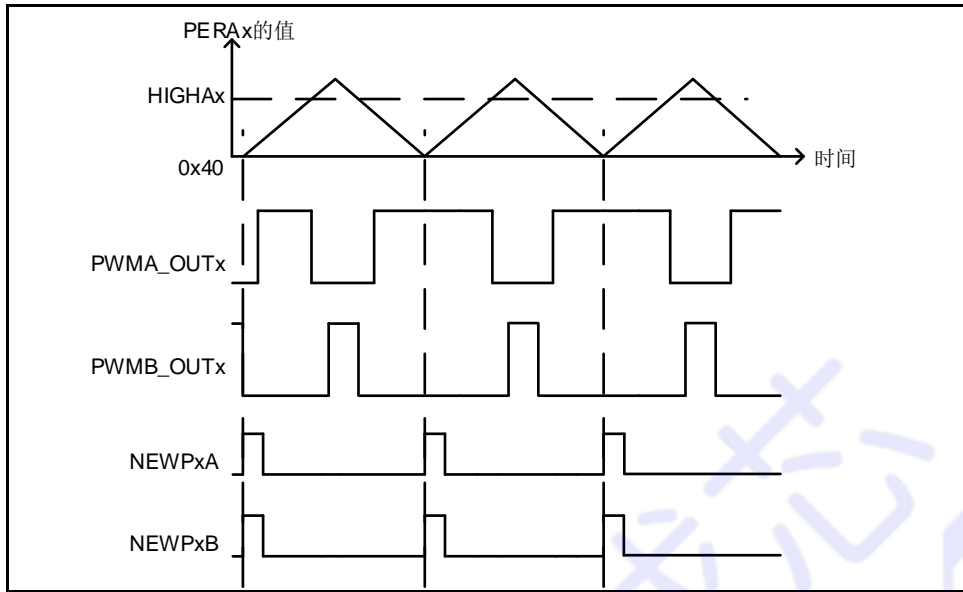 PERAx的值
HIGHAx
0x40
时间
PWMA_OUTx
PWMB_OUTx
NEWPxA
NEWPxB